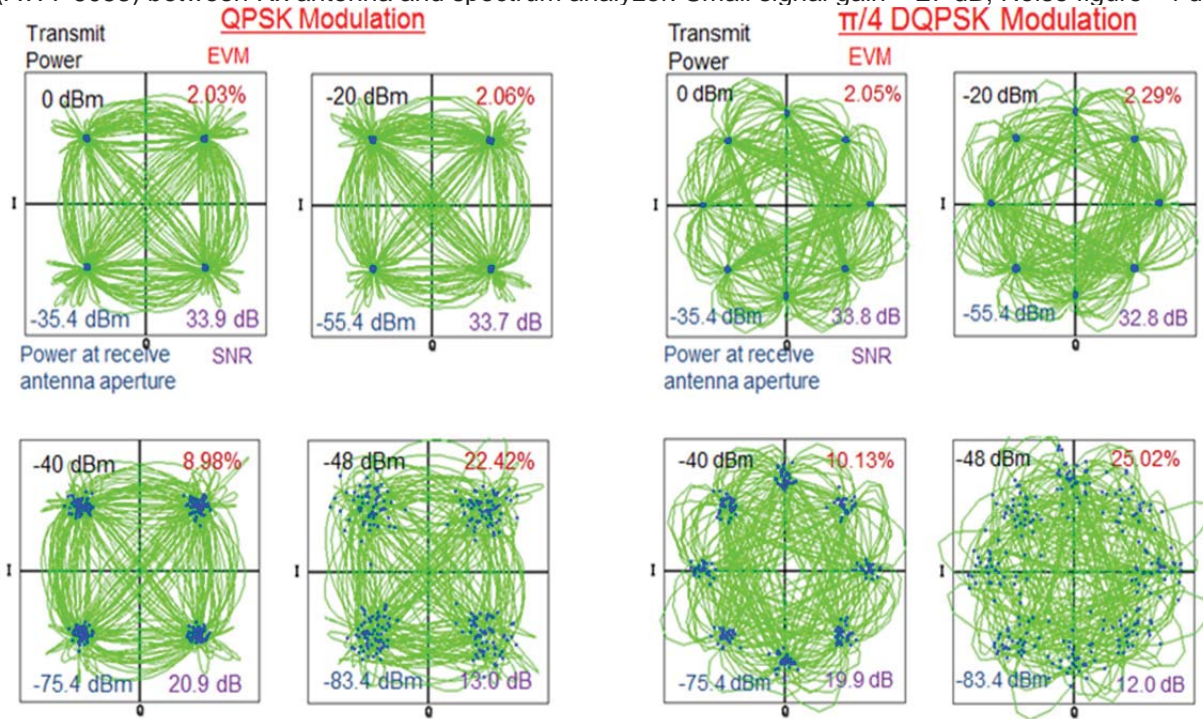 QPSK Modulation
Transmit
Power
EVM
0 dBm
2.03%
-35.4 dBm
33.9 dB
Power at receive
antenna aperture
SNR
I
Q
-20 dBm
2.06%
-55.4 dBm
33.7 dB
I
Q
-40 dBm
8.98%
-75.4 dBm
20.9 dB
I
Q
-48 dBm
22.42%
-83.4 dBm
13.0 dB
I
Q
π/4 DQPSK Modulation
Transmit
Power
EVM
0 dBm
2.05%
-35.4 dBm
33.8 dB
Power at receive
antenna aperture
SNR
I
Q
-20 dBm
2.29%
-55.4 dBm
32.8 dB
I
Q
-40 dBm
10.13%
-75.4 dBm
19.9 dB
I
Q
-48 dBm
25.02%
-83.4 dBm
12.0 dB
I
Q